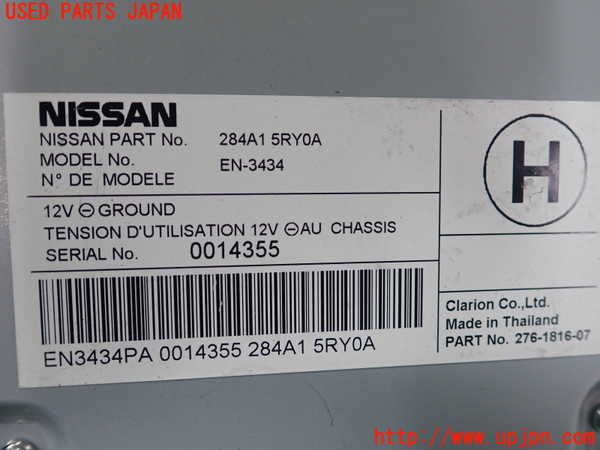 USED PARTS JAPAN
NISSAN
NISSAN PART No. 284A1 5RY0A
MODEL No. EN-3434
N° DE MODELE
H
12V ⊖ GROUND
TENSION D'UTILISATION 12V ⊖ AU CHASSIS
SERIAL No. 0014355
EN3434PA 0014355 284A1 5RY0A
Clarion Co.,Ltd.
Made in Thailand
PART No. 276-1816-07
http://www.upjpn.com/